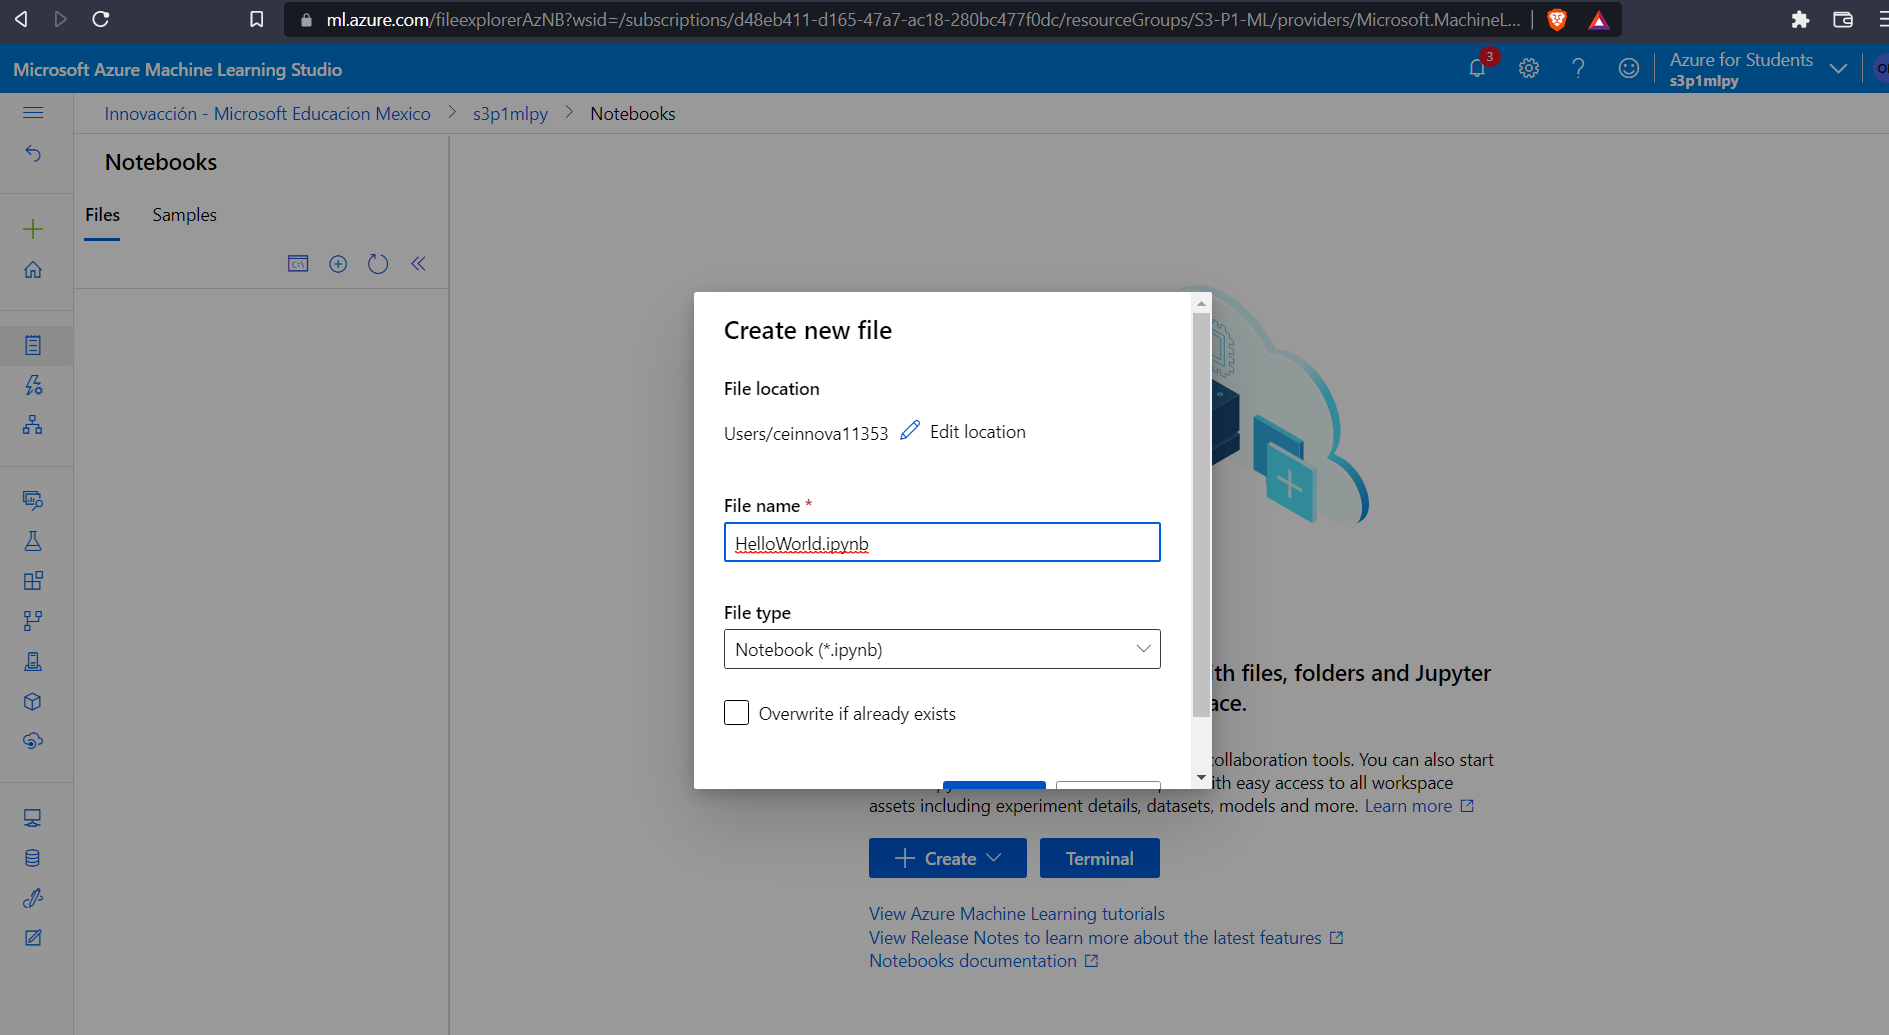 ml.azure.com/fileexplorerAzNB?wsid=/subscriptions/d48eb411-d165-47a7-ac18-280bc477f0dc/resourceGroups/S3-P1-ML/providers/Microsoft.MachineL...
Microsoft Azure Machine Learning Studio
3
Azure for Students
s3p1mlpy
Innovacción - Microsoft Educacion Mexico > s3p1mlpy > Notebooks
Notebooks
Files Samples
Create new file
File location
Users/ceinnova11353 Edit location
File name *
HelloWorld.ipynb
File type
Notebook (*.ipynb)
Overwrite if already exists
th files, folders and Jupyter
ace.
collaboration tools. You can also start
ith easy access to all workspace
assets including experiment details, datasets, models and more. Learn more
+ Create Terminal
View Azure Machine Learning tutorials
View Release Notes to learn more about the latest features
Notebooks documentation